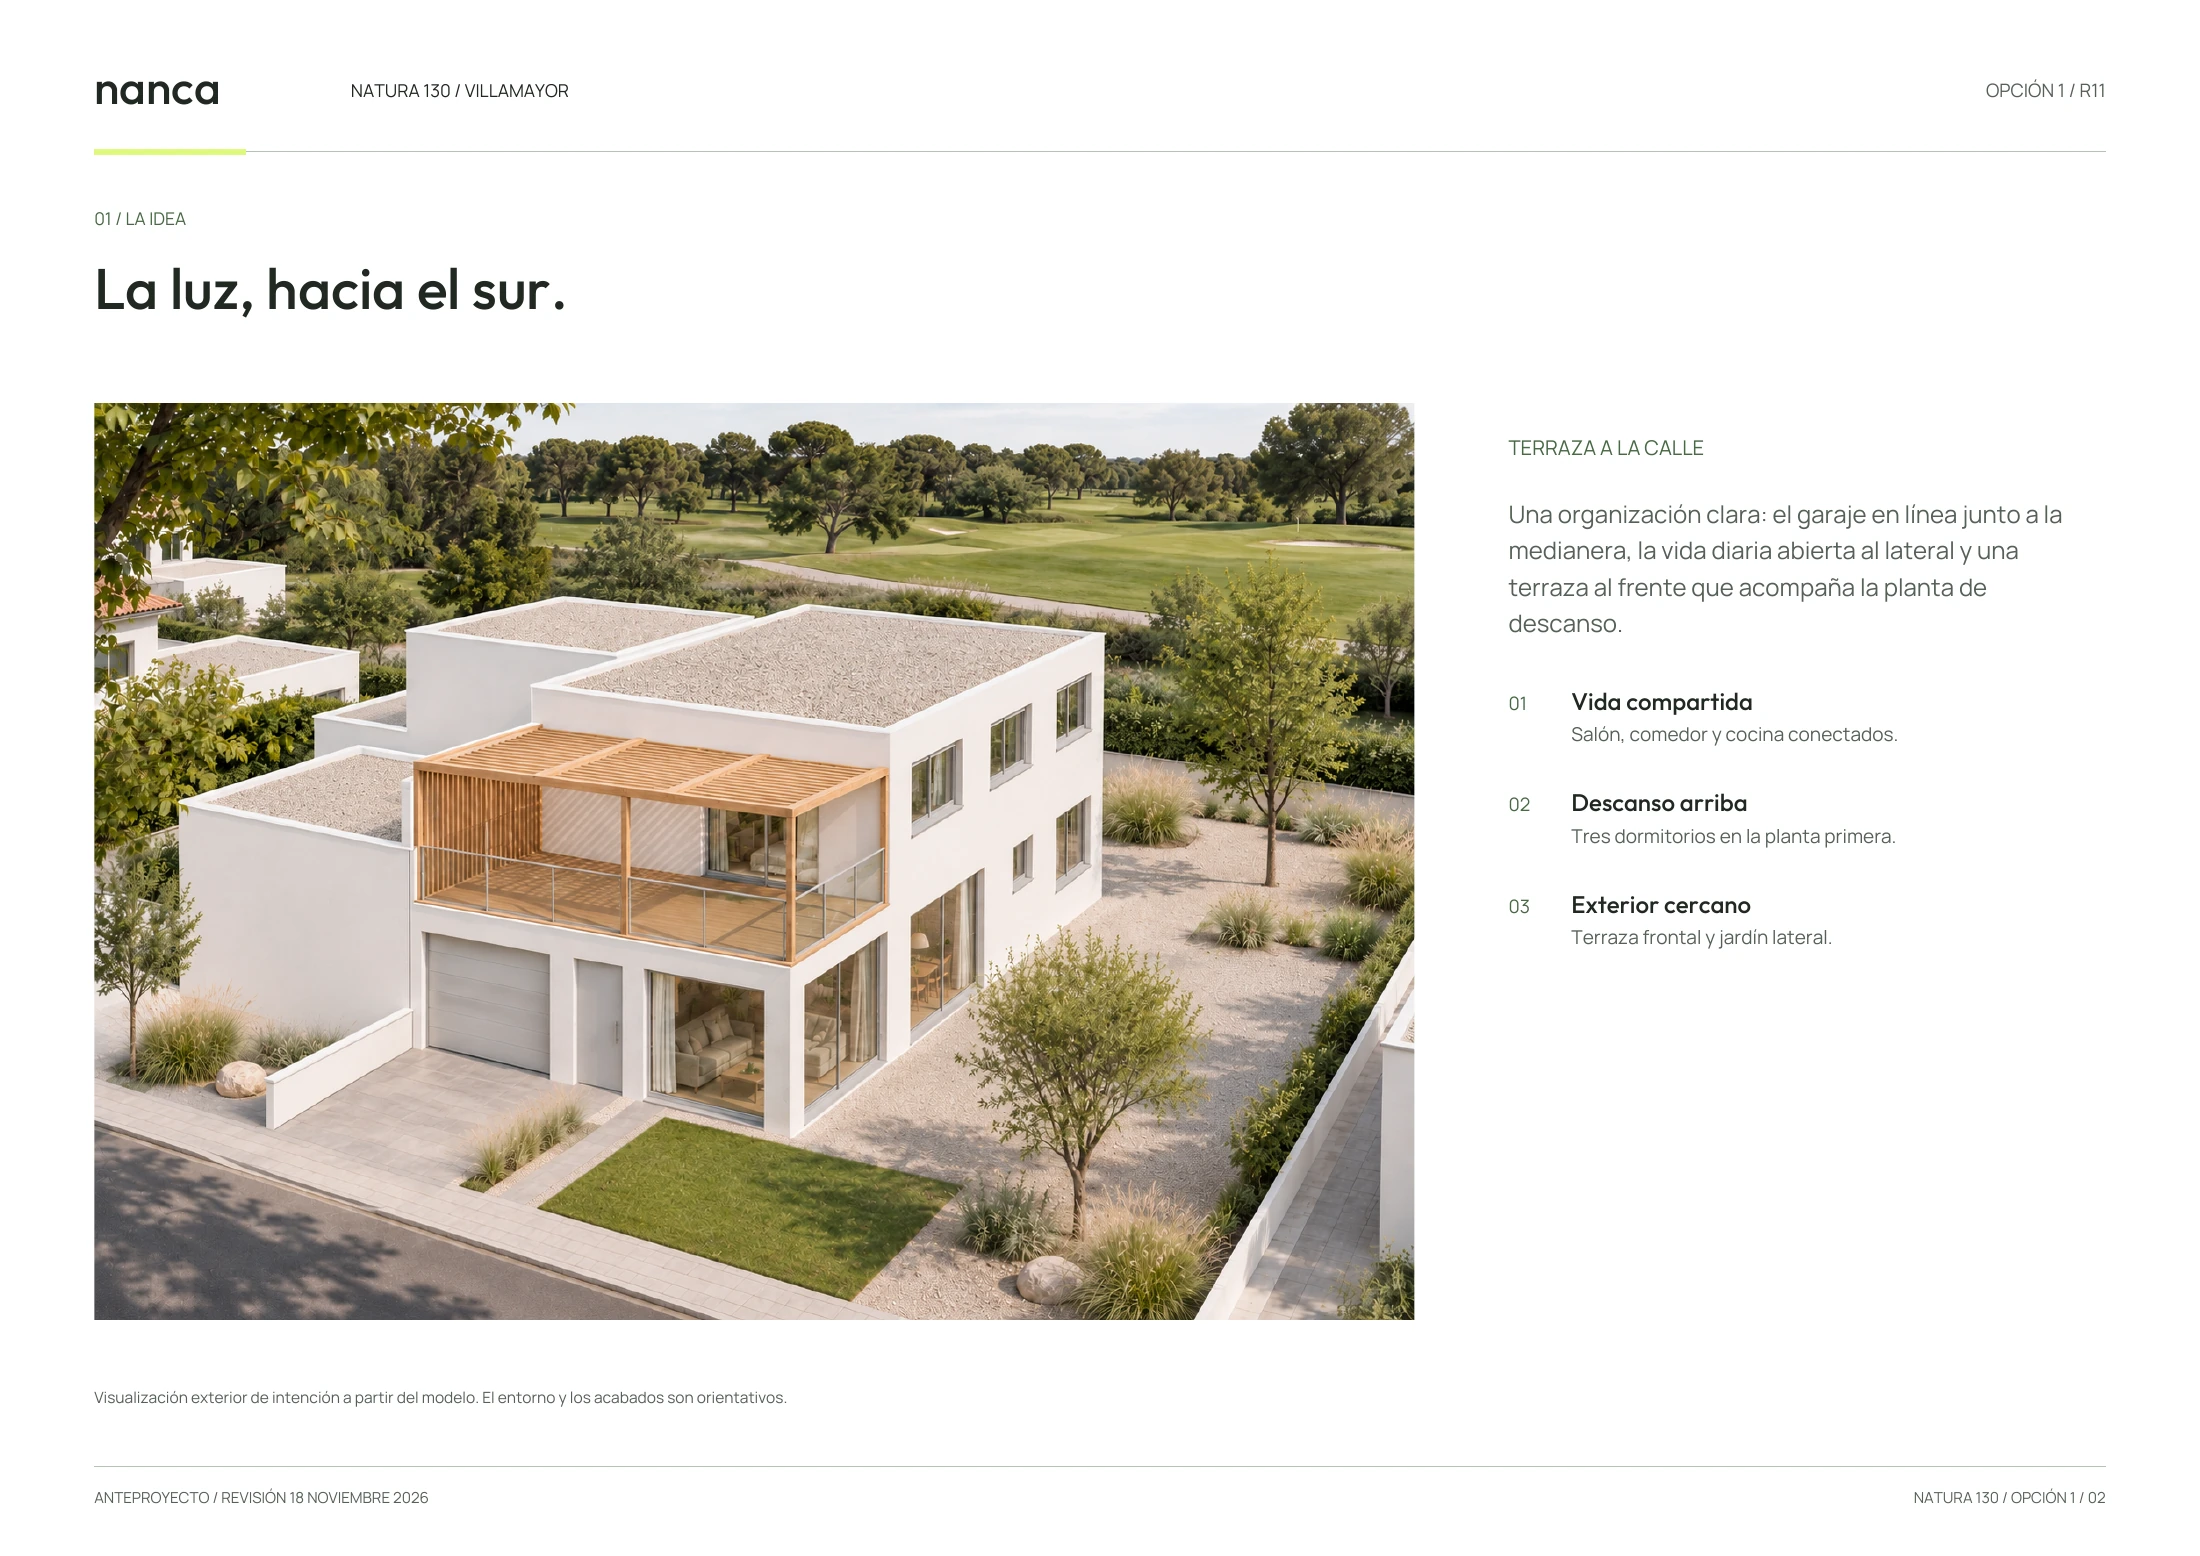 nanca
NATURA 130 / VILLAMAYOR
OPCIÓN 1 / R11
01 / LA IDEA
La luz, hacia el sur.
TERRAZA A LA CALLE
Una organización clara: el garaje en línea junto a la
medianera, la vida diaria abierta al lateral y una
terraza al frente que acompaña la planta de
descanso.
01 Vida compartida
Salón, comedor y cocina conectados.
02 Descanso arriba
Tres dormitorios en la planta primera.
03 Exterior cercano
Terraza frontal y jardín lateral.
Visualización exterior de intención a partir del modelo. El entorno y los acabados son orientativos.
ANTEPROYECTO / REVISIÓN 18 NOVIEMBRE 2026
NATURA 130 / OPCIÓN 1 / 02